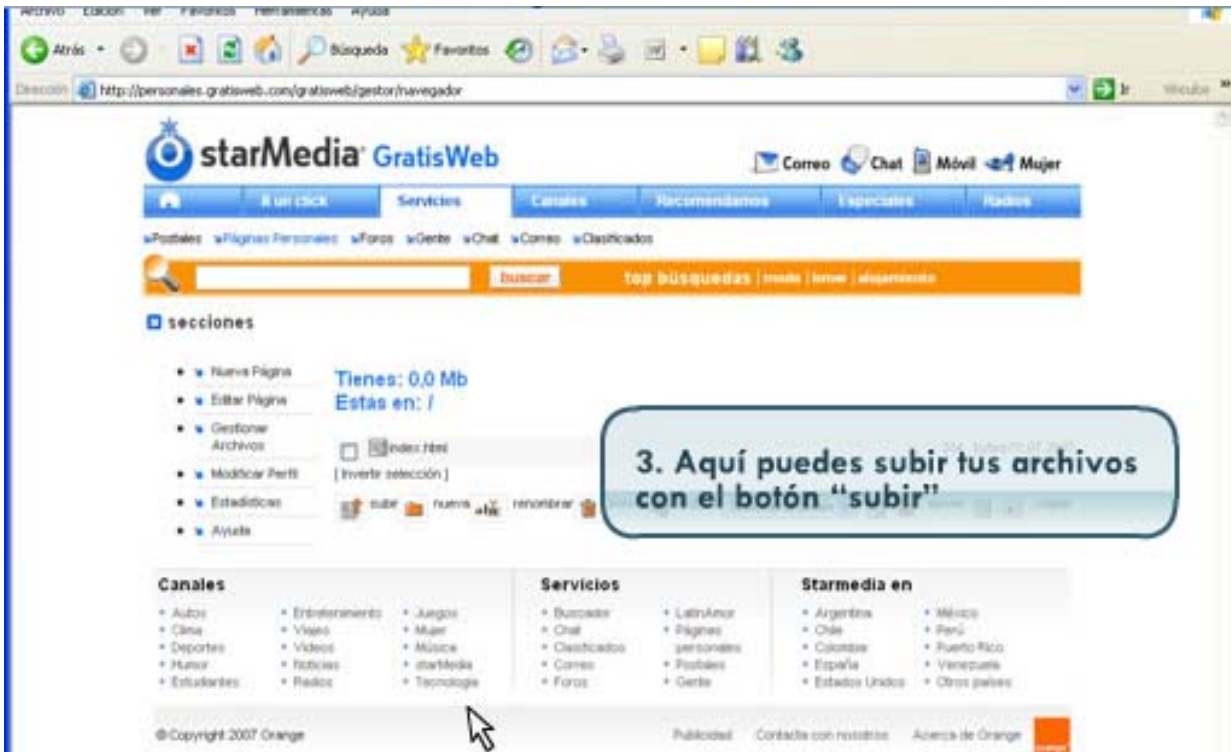 Archivo Edición Ver Favoritos Herramientas Ayuda
Atrás Búsqueda Favoritos
Dirección http://personales.gratisweb.com/gratisweb/gestor/navegador Ir Vínculos
starMedia GratisWeb Correo Chat Móvil Mujer
A un click Servicios Canales Recomendamos Especiales Radios
Postales Páginas Personales Foros Gente Chat Correo Clasificados
buscar top búsquedas alojamiento
secciones
Nueva Página
Editar Página
Gestionar
Archivos
Modificar Perfil
Estadísticas
Ayuda
Tienes: 0,0 Mb
Estas en: /
index.html
[ Invertir selección ]
subir nueva renombrar
3. Aquí puedes subir tus archivos
con el botón “subir”
Canales Servicios Starmedia en
Autos Entretenimiento Juegos Buscador LatinAmor Argentina México
Clima Viajes Mujer Chat Páginas Chile Perú
Deportes Videos Música Clasificados personales Colombia Puerto Rico
Humor Noticias starMedia Correo Postales España Venezuela
Estudiantes Radios Tecnología Foros Gente Estados Unidos Otros países
© Copyright 2007 Orange Publicidad Contacta con nosotros Acerca de Orange
orange